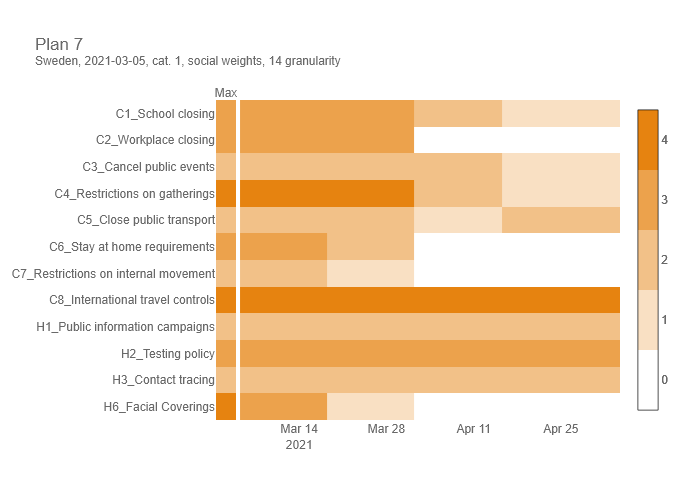 Plan 7
Sweden, 2021-03-05, cat. 1, social weights, 14 granularity
Max
C1_School closing
C2_Workplace closing
C3_Cancel public events
C4_Restrictions on gatherings
C5_Close public transport
C6_Stay at home requirements
C7_Restrictions on internal movement
C8_International travel controls
H1_Public information campaigns
H2_Testing policy
H3_Contact tracing
H6_Facial Coverings
Mar 14
2021
Mar 28
Apr 11
Apr 25
4
3
2
1
0